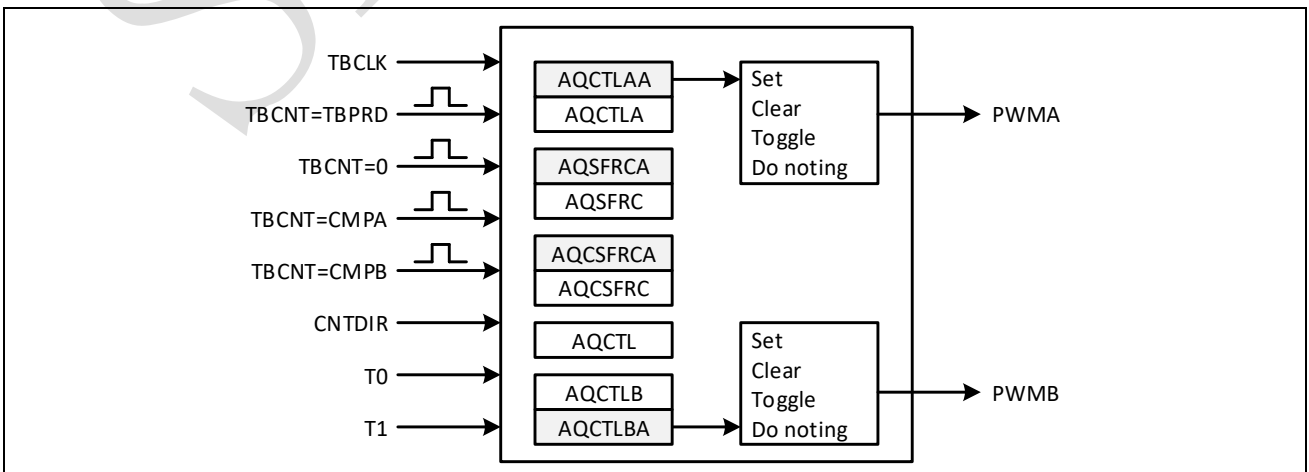 TBCLK
TBCNT=TBPRD
TBCNT=0
TBCNT=CMPA
TBCNT=CMPB
CNTDIR
T0
T1
AQCTLAA
AQCTLA
AQSFRCA
AQSFRC
AQCSFRCA
AQCSFRC
AQCTL
AQCTLB
AQCTLBA
Set
Clear
Toggle
Do noting
Set
Clear
Toggle
Do noting
PWMA
PWMB